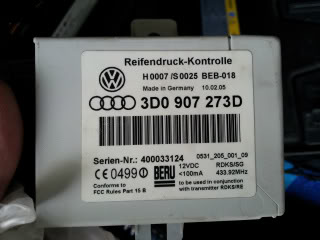 Reifendruck-Kontrolle
H0007/S0025 BEB-018
Made in Germany 10.02.05
3D0 907 273D
Serien-Nr.: 400033124 0531_205_001_09
CE0499 BERU 12VDC RDKS/SG
<100mA 433.92MHz
Conforms to to be used in conjunction
FCC Rules Part 15 B with transmitter RDKS/RE